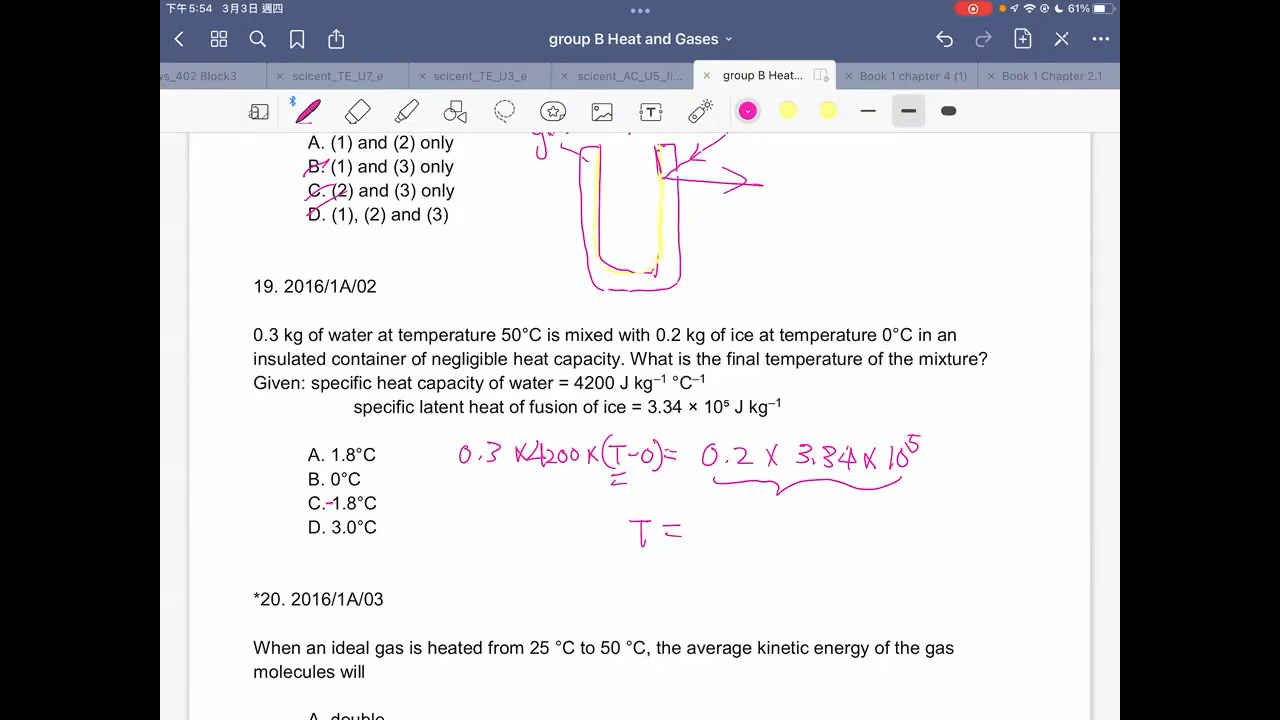 下午 5:54 3月3日 週四
61%
group B Heat and Gases
ws_402 Block3
× scicent_TE_U7_e
× scicent_TE_U3_e
× scicent_AC_U5_fi...
× group B Heat...
× Book 1 chapter 4 (1)
× Book 1 Chapter 2.1
A. (1) and (2) only
B. (1) and (3) only
C. (2) and (3) only
D. (1), (2) and (3)
19. 2016/1A/02
0.3 kg of water at temperature 50°C is mixed with 0.2 kg of ice at temperature 0°C in an
insulated container of negligible heat capacity. What is the final temperature of the mixture?
Given: specific heat capacity of water = 4200 J kg⁻¹ °C⁻¹
specific latent heat of fusion of ice = 3.34 × 10⁵ J kg⁻¹
A. 1.8°C
0.3 × 4200 × (T-0) = 0.2 × 3.34 × 10⁵
B. 0°C
C. -1.8°C
D. 3.0°C
T =
*20. 2016/1A/03
When an ideal gas is heated from 25 °C to 50 °C, the average kinetic energy of the gas
molecules will
A. double